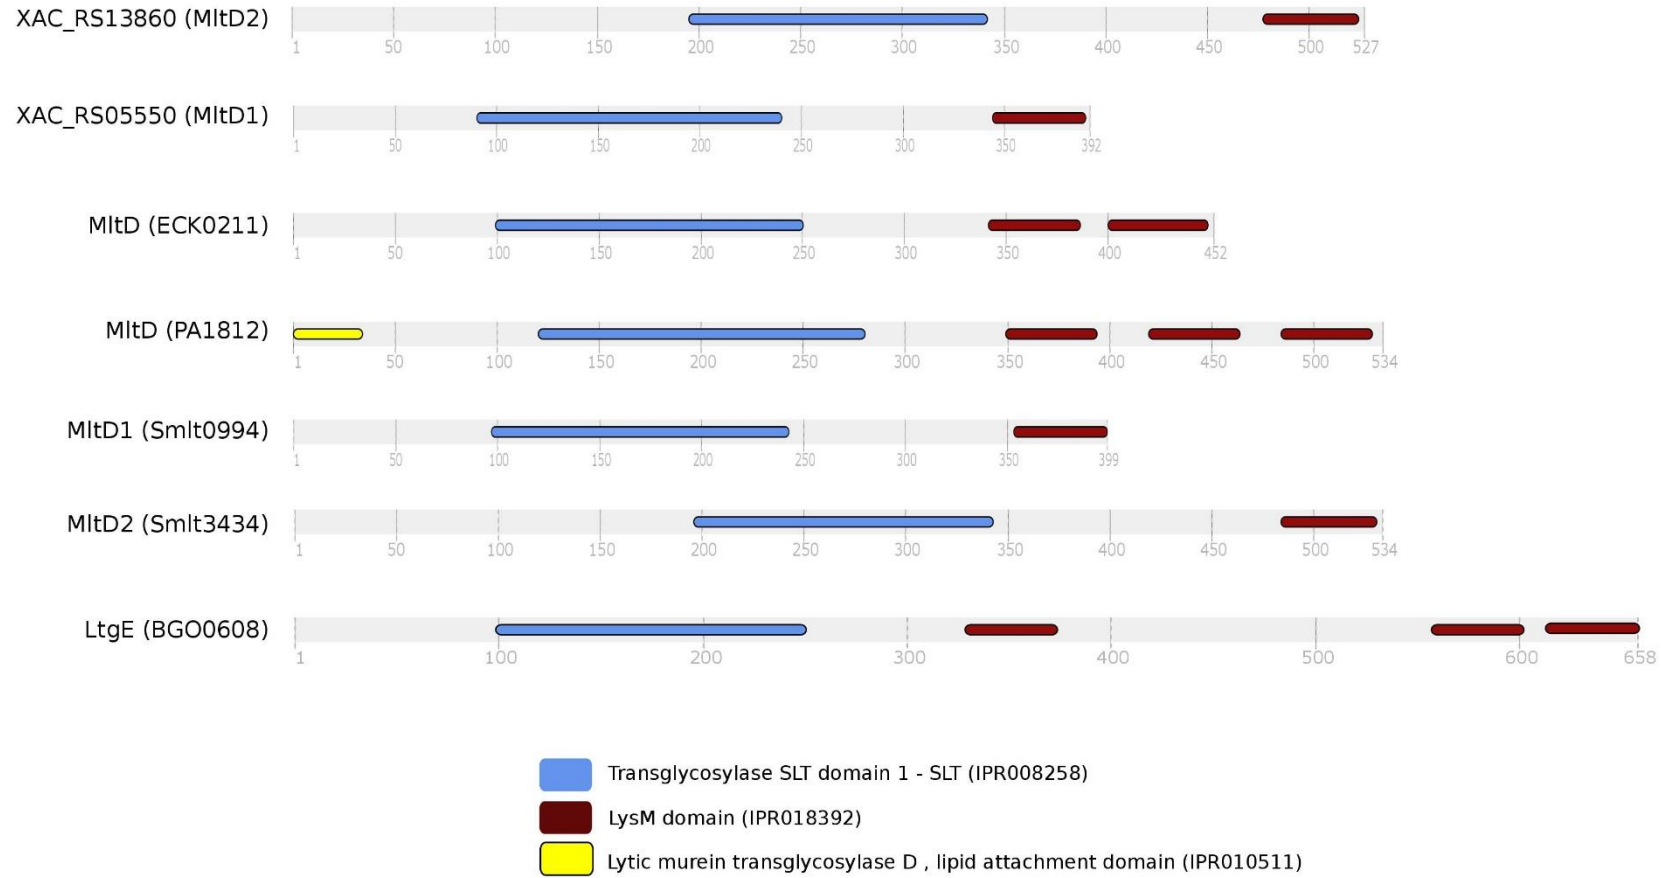 XAC_RS13860 (MltD2)
1 50 100 150 200 250 300 350 400 450 500 527
XAC_RS05550 (MltD1)
1 50 100 150 200 250 300 350 392
MltD (ECK0211)
1 50 100 150 200 250 300 350 400 452
MltD (PA1812)
1 50 100 150 200 250 300 350 400 450 500 534
MltD1 (Smlt0994)
1 50 100 150 200 250 300 350 399
MltD2 (Smlt3434)
1 50 100 150 200 250 300 350 400 450 500 534
LtgE (BGO0608)
1 100 200 300 400 500 600 658
Transglycosylase SLT domain 1 - SLT (IPR008258)
LysM domain (IPR018392)
Lytic murein transglycosylase D , lipid attachment domain (IPR010511)